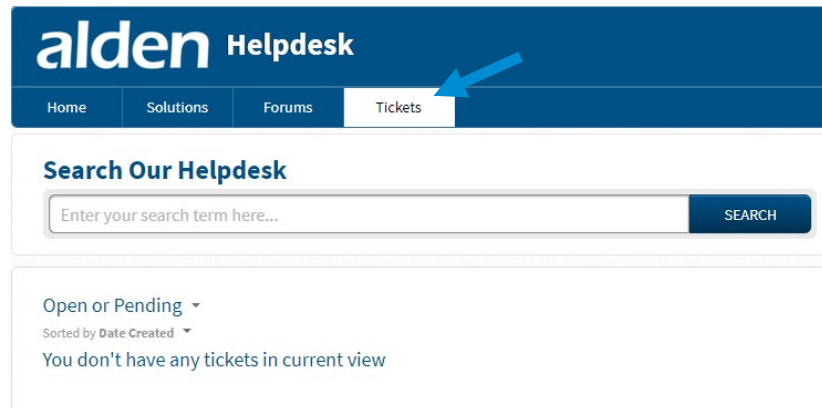 alden Helpdesk
Home Solutions Forums Tickets
Search Our Helpdesk
Enter your search term here... SEARCH
Open or Pending
Sorted by Date Created
You don't have any tickets in current view